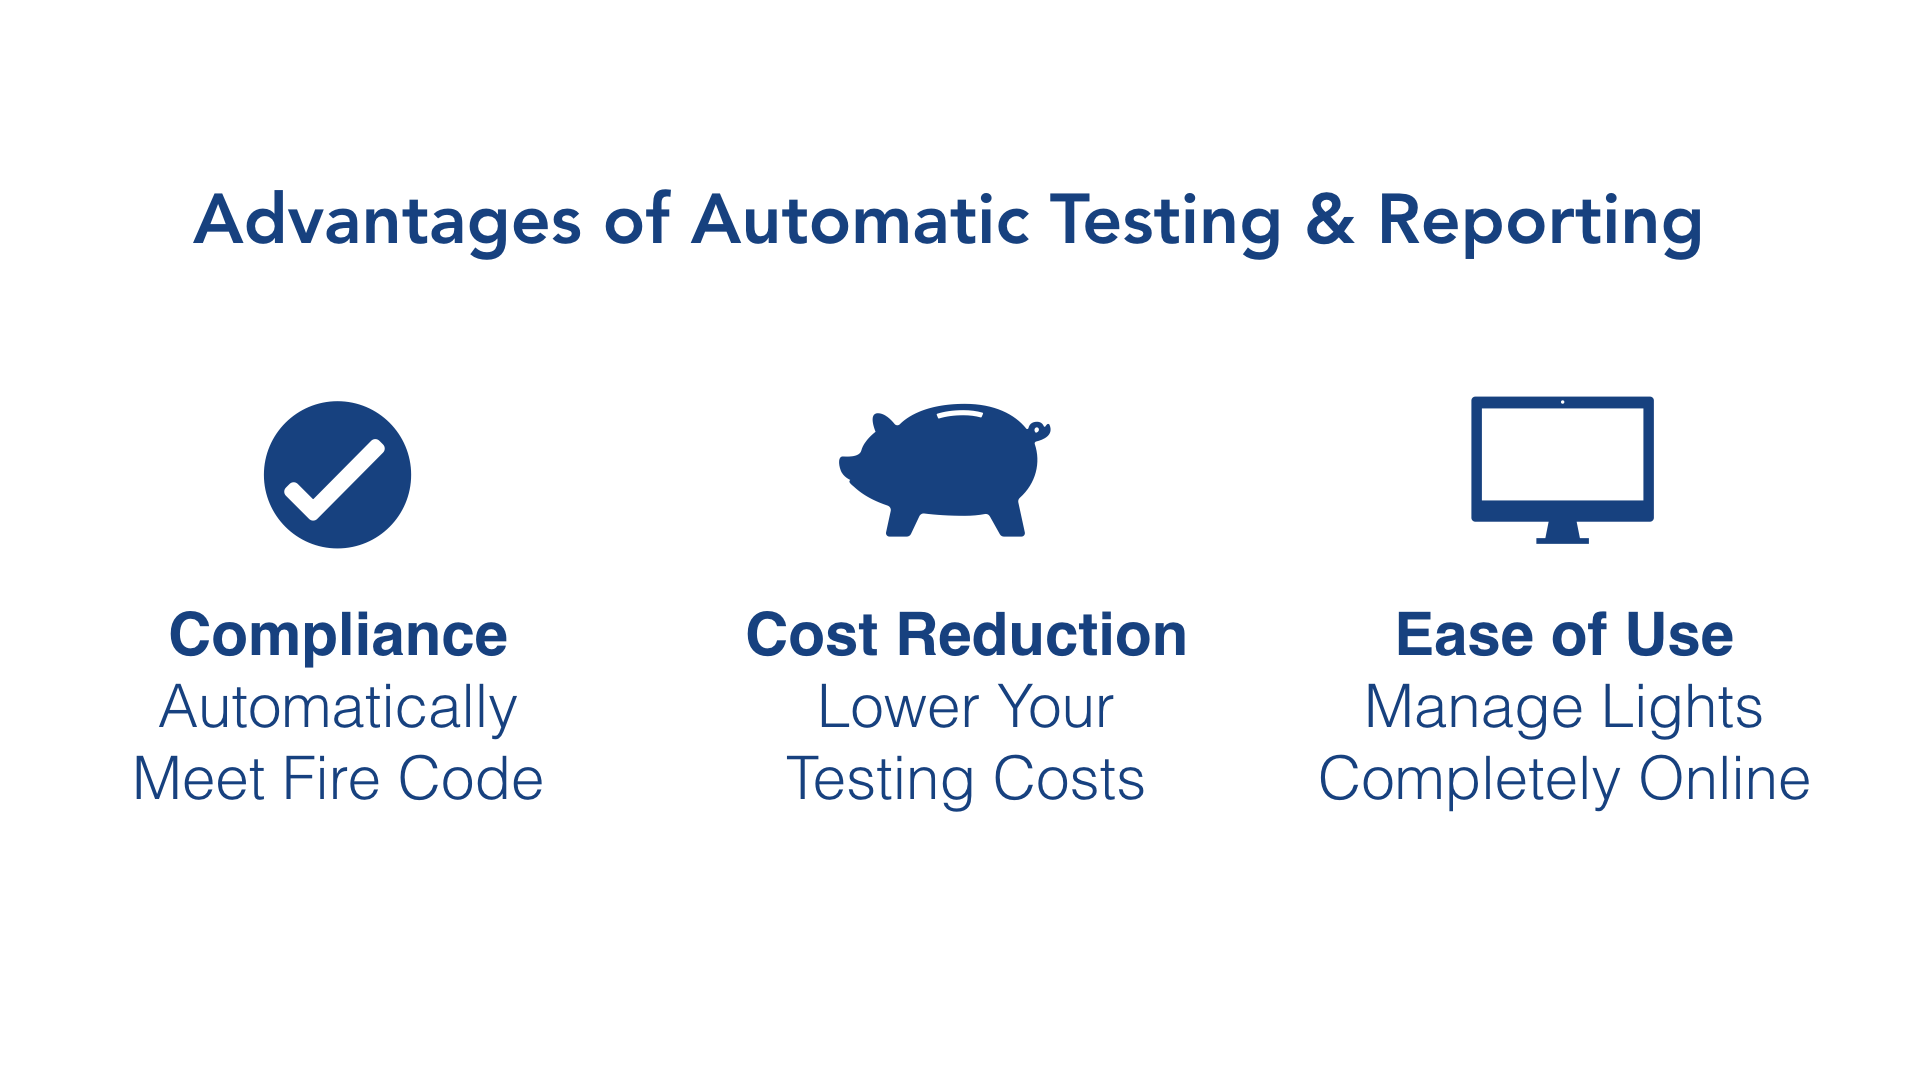 Advantages of Automatic Testing & Reporting
Compliance
Automatically
Meet Fire Code
Cost Reduction
Lower Your
Testing Costs
Ease of Use
Manage Lights
Completely Online